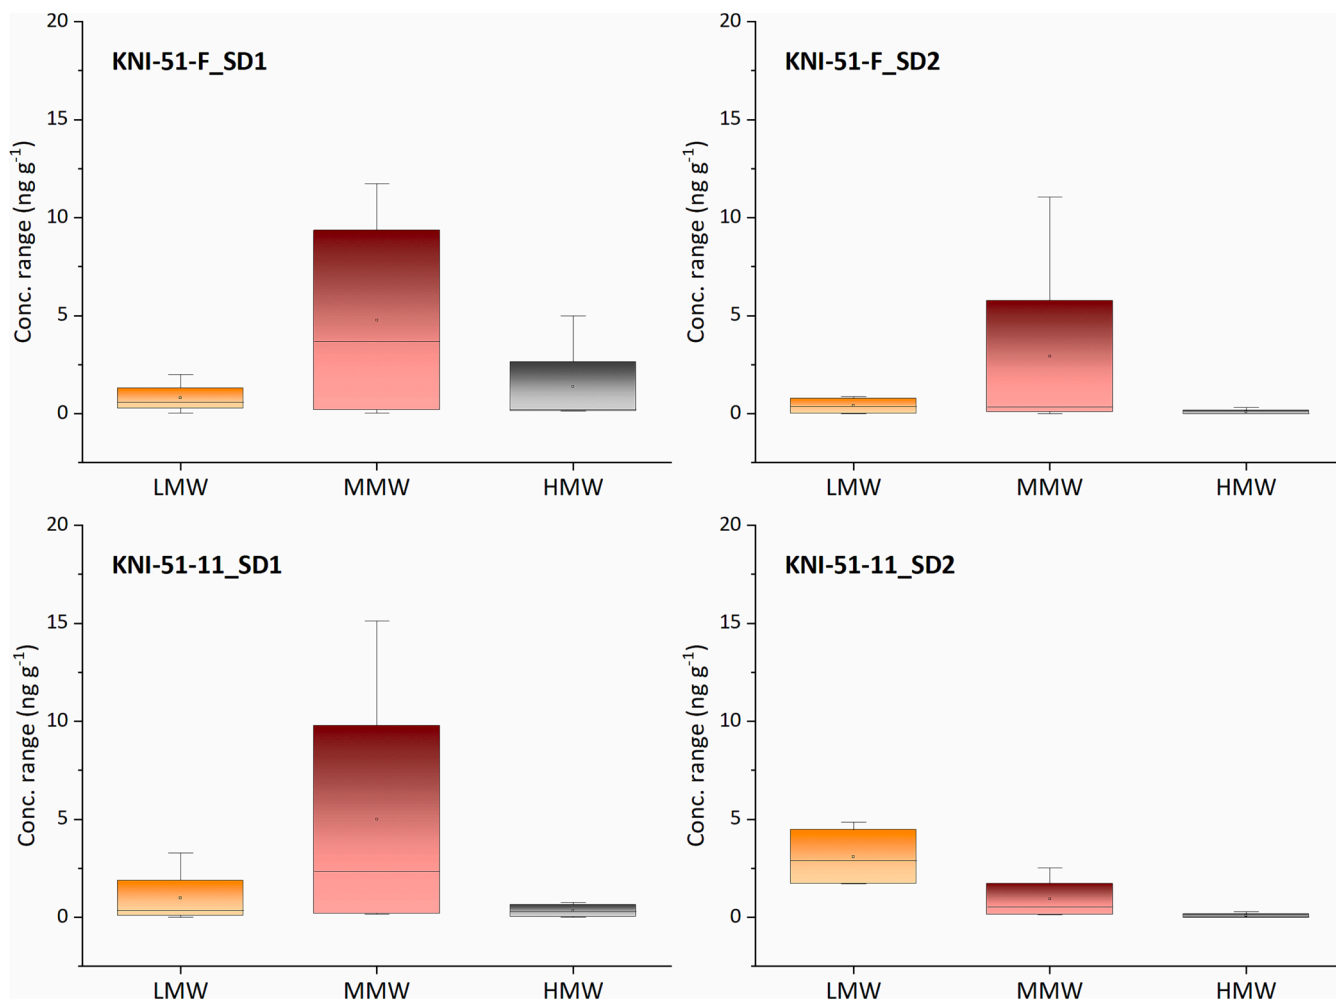 KNI-51-F_SD1
Conc. range (ng g⁻¹)
20
15
10
5
0
LMW MMW HMW
KNI-51-F_SD2
Conc. range (ng g⁻¹)
20
15
10
5
0
LMW MMW HMW
KNI-51-11_SD1
Conc. range (ng g⁻¹)
20
15
10
5
0
LMW MMW HMW
KNI-51-11_SD2
Conc. range (ng g⁻¹)
20
15
10
5
0
LMW MMW HMW